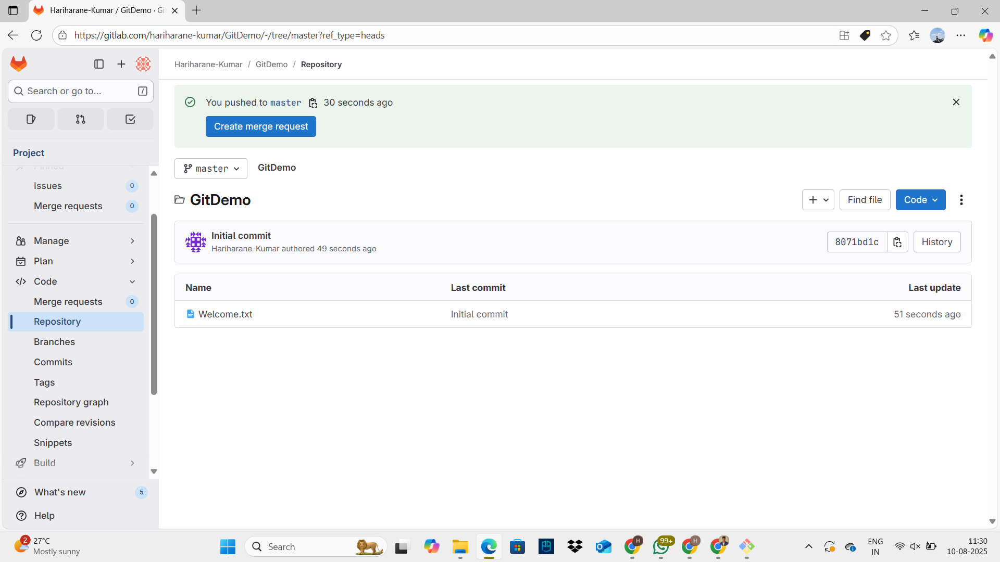 Hariharane-Kumar / GitDemo · Git
https://gitlab.com/hariharane-kumar/GitDemo/-/tree/master?ref_type=heads
Hariharane-Kumar / GitDemo / Repository
Search or go to... /
Project
Pinned
Issues 0
Merge requests 0
Manage
Plan
Code
Merge requests 0
Repository
Branches
Commits
Tags
Repository graph
Compare revisions
Snippets
Build
What's new 5
Help
You pushed to master 30 seconds ago
Create merge request
master GitDemo
GitDemo
Find file
Code
Initial commit
Hariharane-Kumar authored 49 seconds ago
8071bd1c
History
Name Last commit Last update
Welcome.txt Initial commit 51 seconds ago
2
27°C
Mostly sunny
Search
H
99+
H
ENG
IN
11:30
10-08-2025